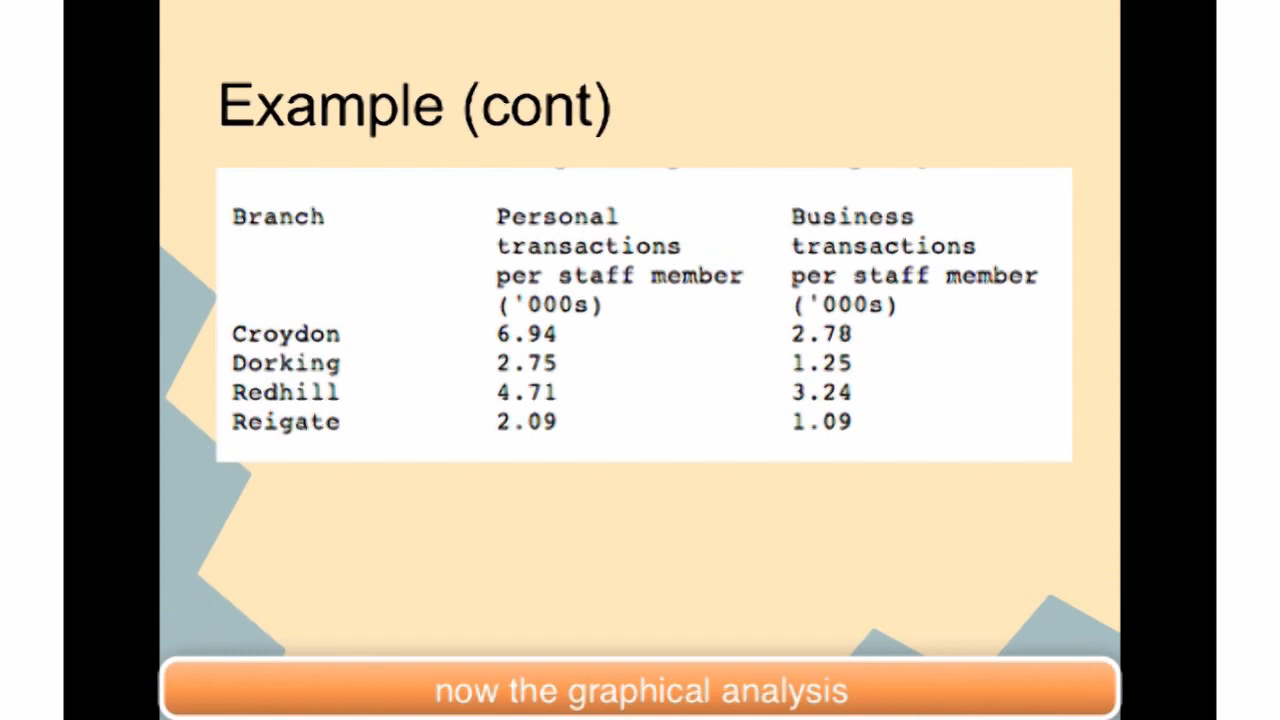 Example (cont)
Branch Personal Business
transactions transactions
per staff member per staff member
('000s) ('000s)
Croydon 6.94 2.78
Dorking 2.75 1.25
Redhill 4.71 3.24
Reigate 2.09 1.09
now the graphical analysis